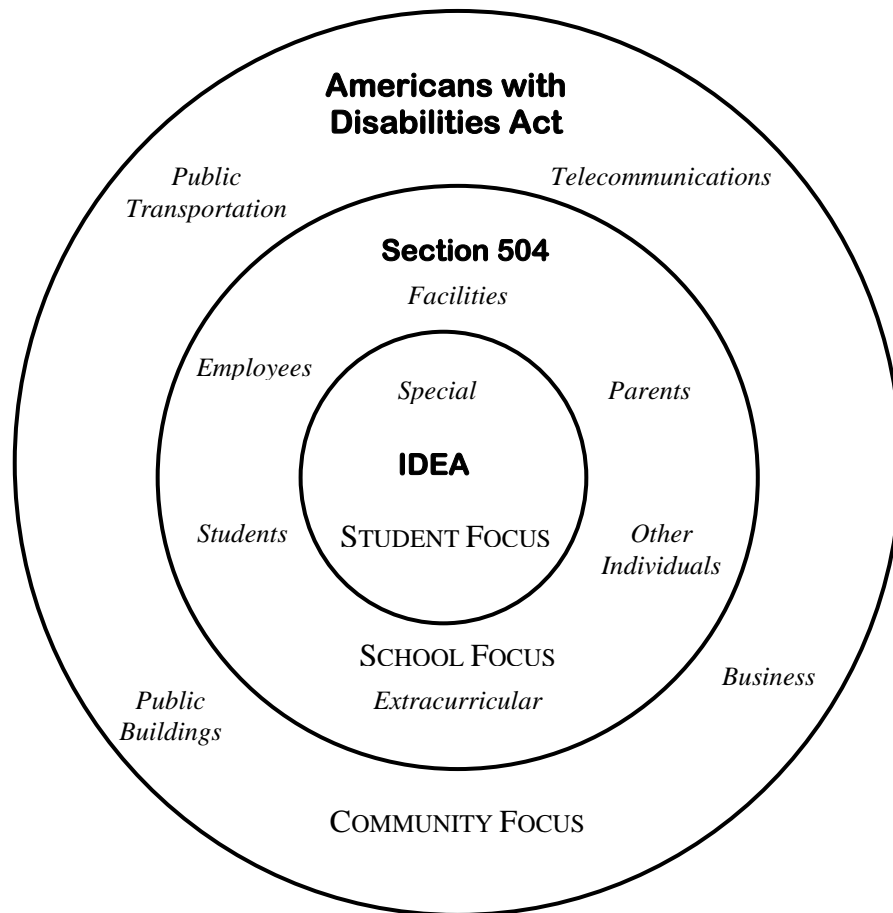 Americans with
Disabilities Act
Public
Transportation
Telecommunications
Section 504
Facilities
Employees
Special
Parents
IDEA
Students
STUDENT FOCUS
Other
Individuals
SCHOOL FOCUS
Extracurricular
Business
Public
Buildings
COMMUNITY FOCUS